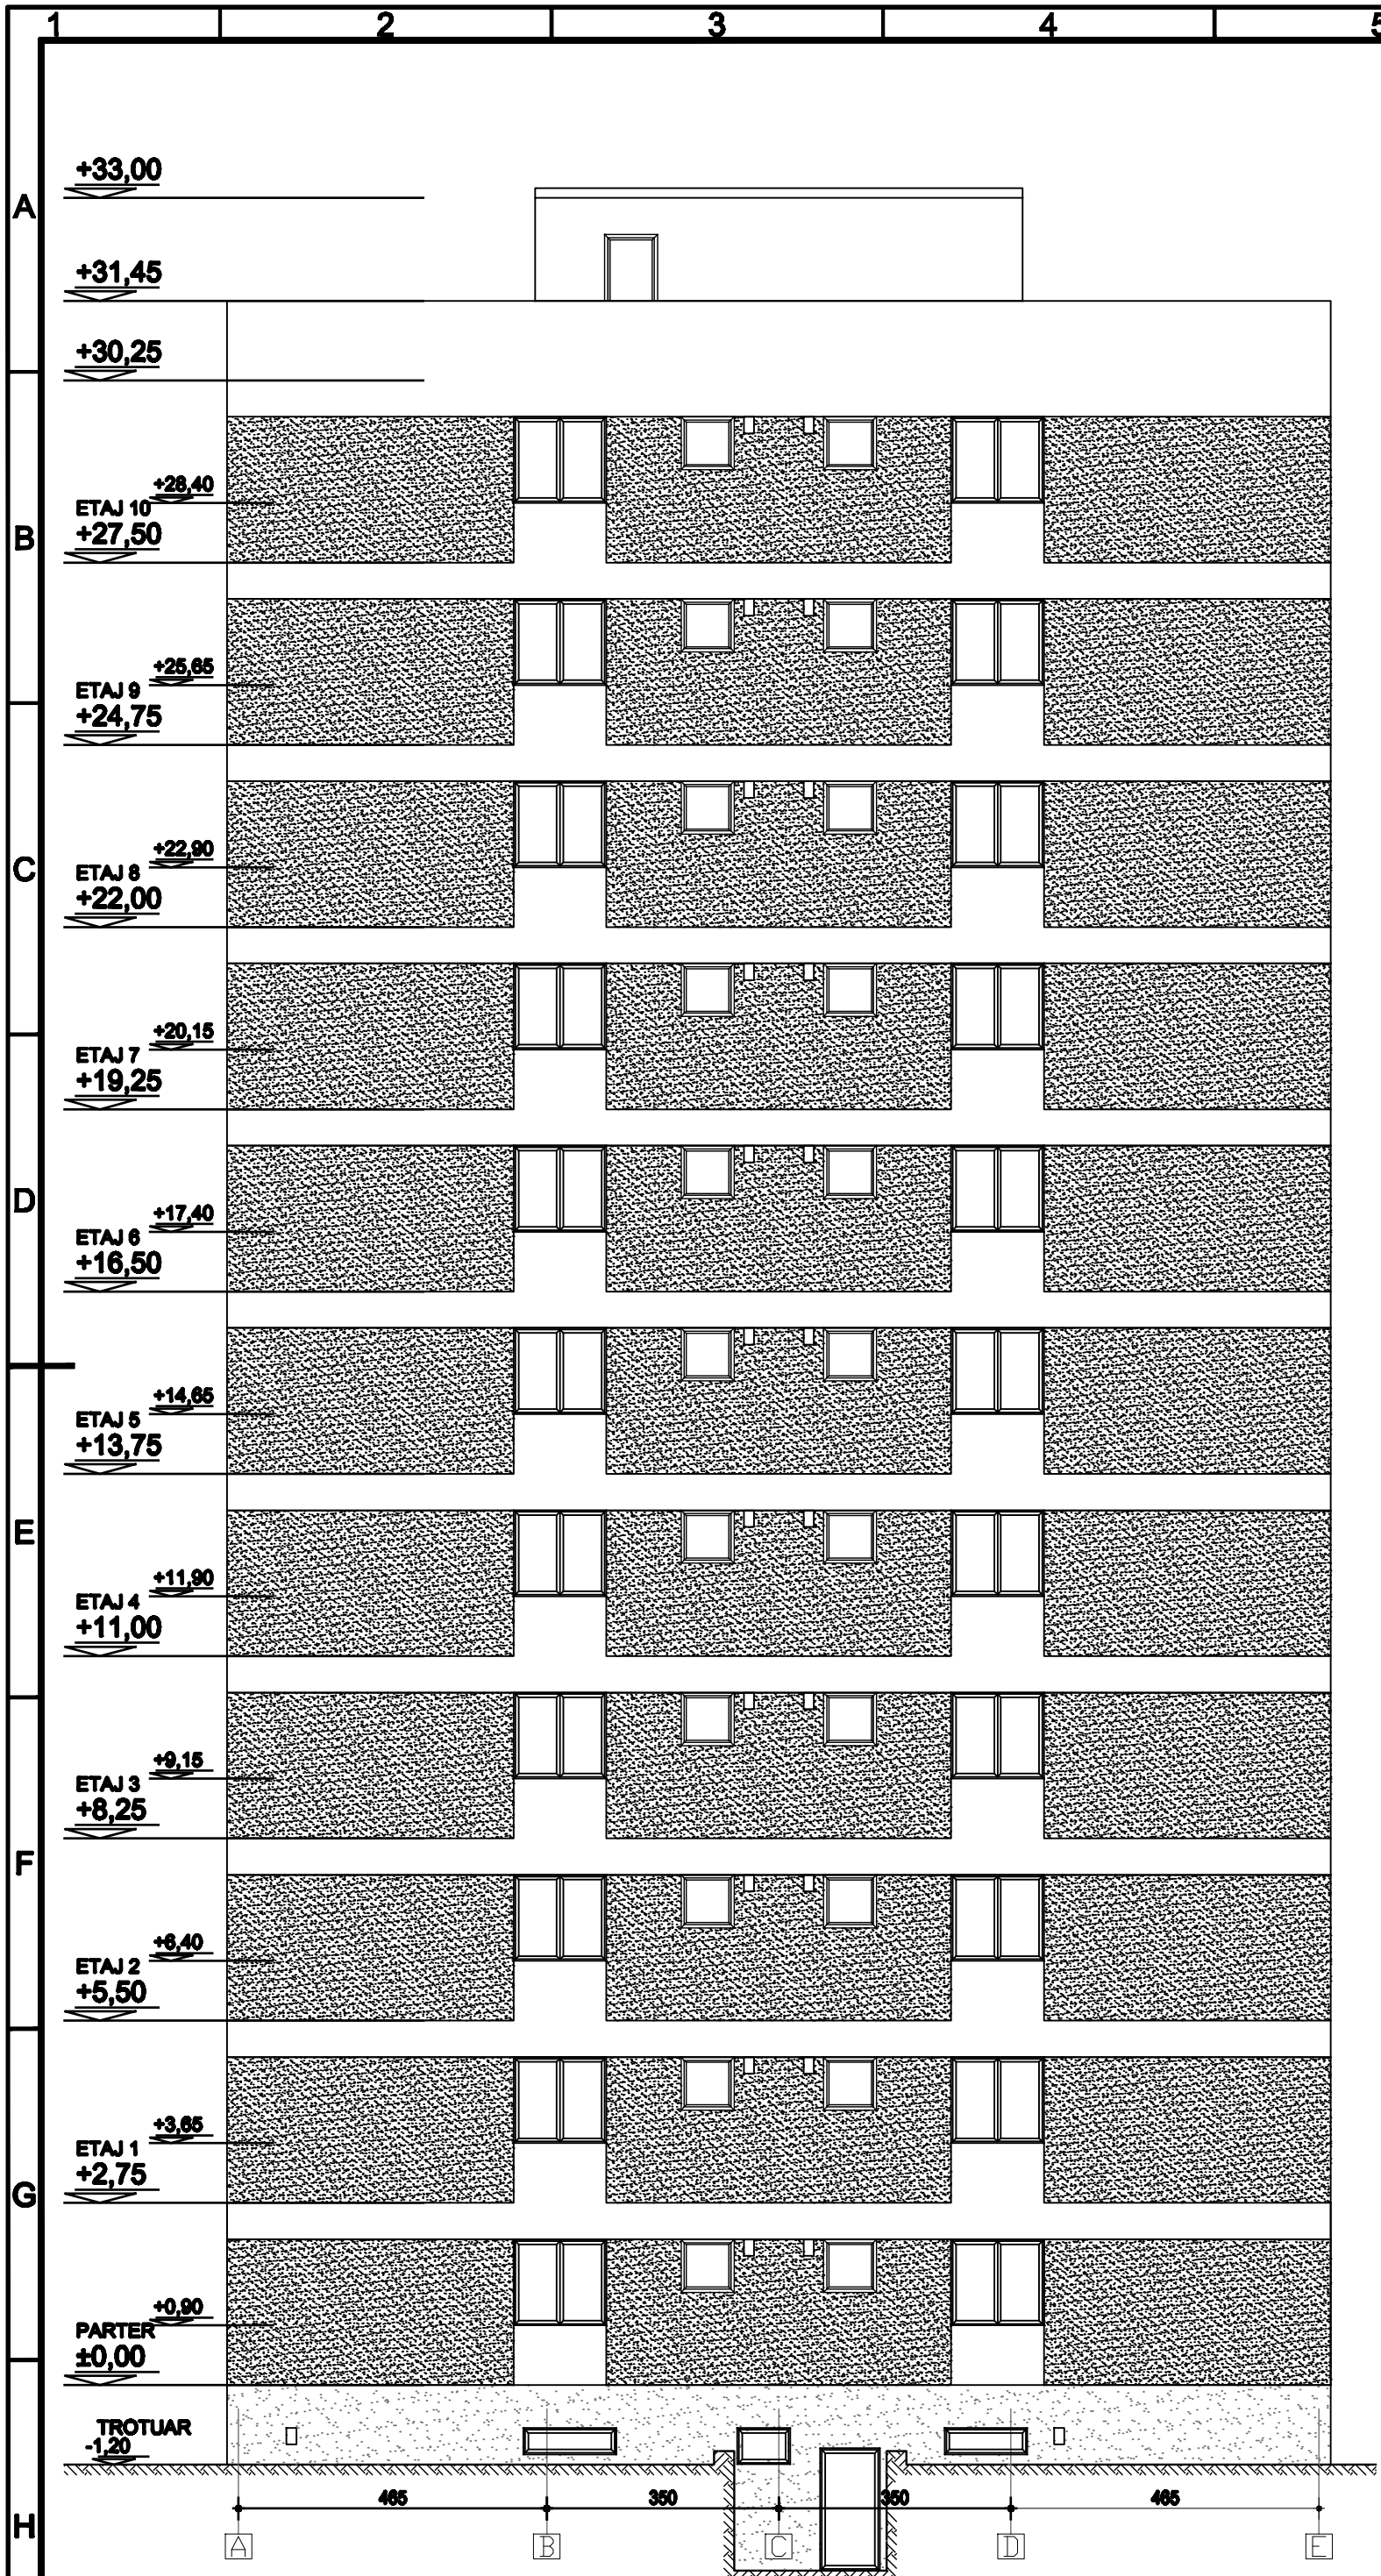 1 2 3 4 5
+33,00
A
+31,45
+30,25
+28,40
ETAJ 10
+27,50
B
+25,65
ETAJ 9
+24,75
+22,90
C
ETAJ 8
+22,00
+20,15
ETAJ 7
+19,25
D
+17,40
ETAJ 6
+16,50
+14,65
ETAJ 5
+13,75
E
+11,90
ETAJ 4
+11,00
+9,15
ETAJ 3
+8,25
F
+6,40
ETAJ 2
+5,50
+3,65
ETAJ 1
+2,75
G
+0,90
PARTER
±0,00
TROTUAR
-1,20
465 350 350 465
H
A B C D E